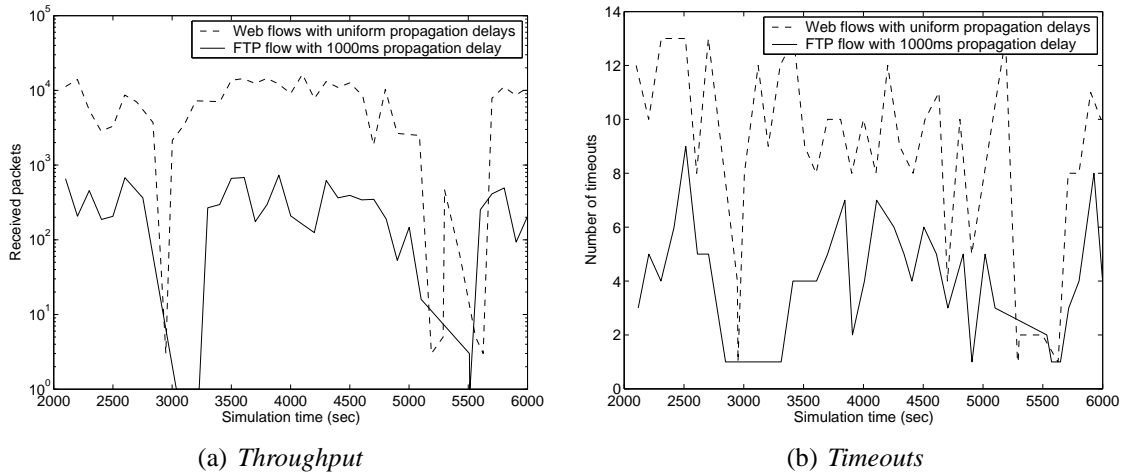 10^5
10^4
10^3
10^2
10^1
10^0
Received packets
Web flows with uniform propagation delays
FTP flow with 1000ms propagation delay
2000 2500 3000 3500 4000 4500 5000 5500 6000
Simulation time (sec)
(a) Throughput
14
12
10
8
6
4
2
0
Number of timeouts
Web flows with uniform propagation delays
FTP flow with 1000ms propagation delay
2000 2500 3000 3500 4000 4500 5000 5500 6000
Simulation time (sec)
(b) Timeouts